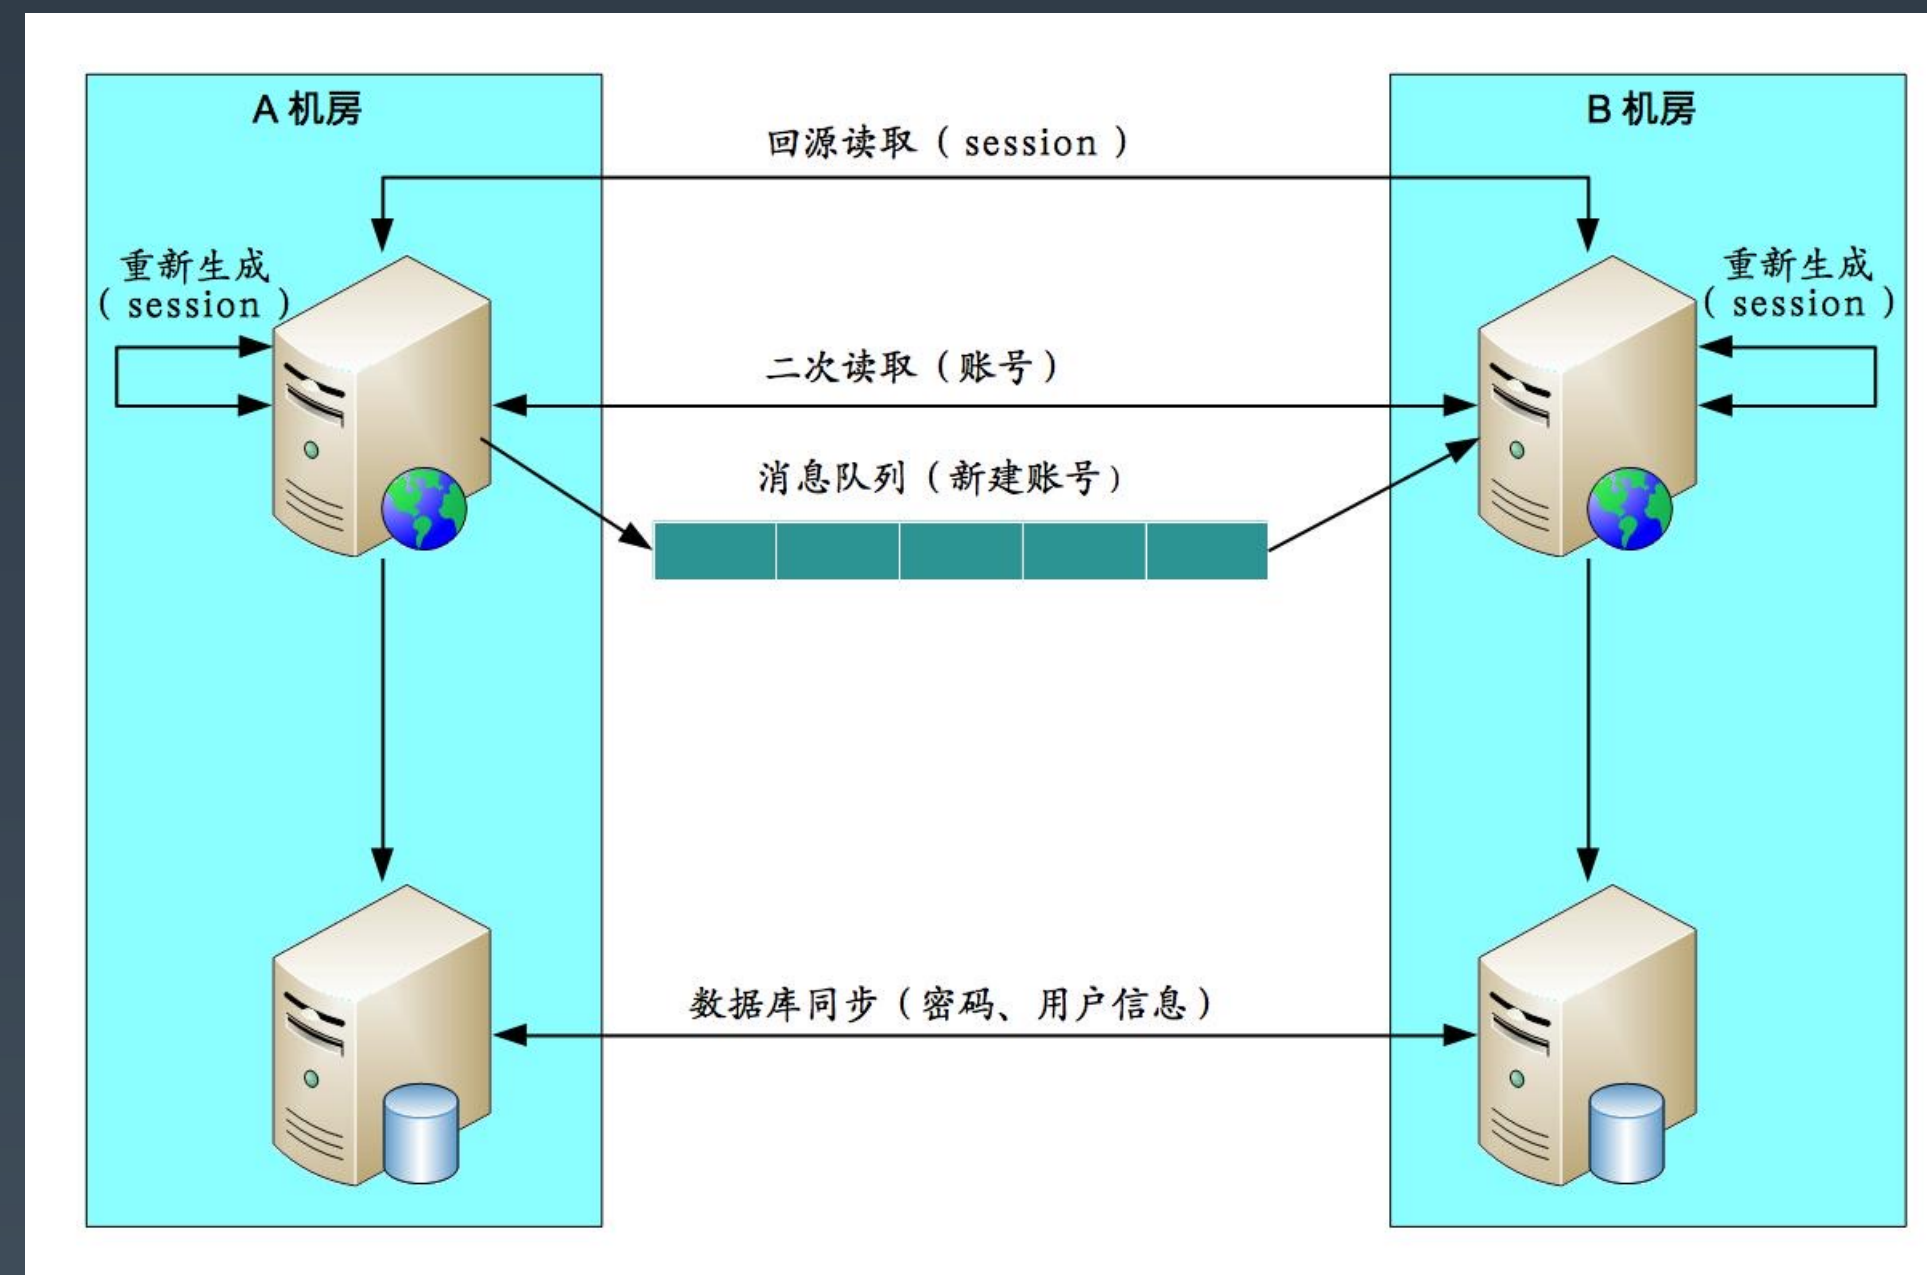 A 机房
B 机房
回源读取（ session ）
重新生成
（ session ）
重新生成
（ session ）
二次读取（账号）
消息队列（新建账号）
数据库同步（密码、用户信息）